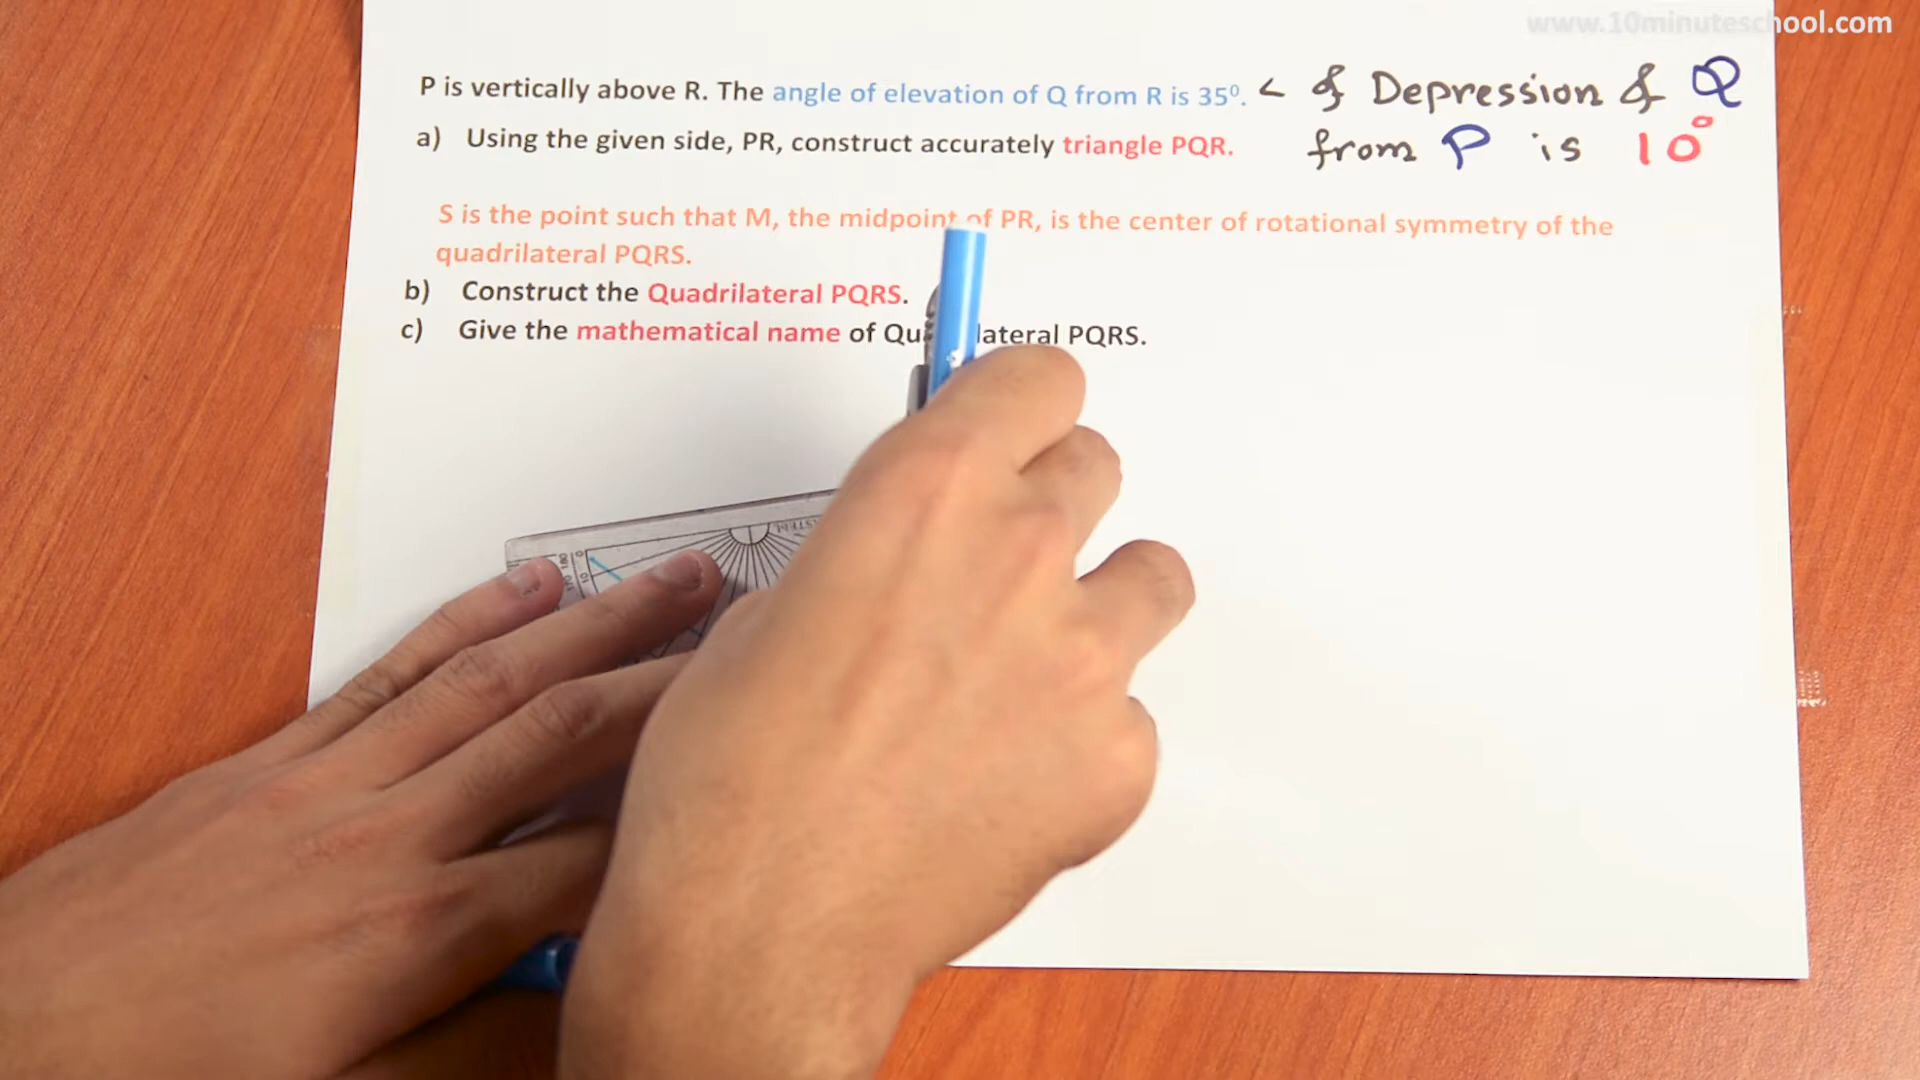 www.10minuteschool.com
P is vertically above R. The angle of elevation of Q from R is 35⁰. < of Depression of Q
from P is 10°
a) Using the given side, PR, construct accurately triangle PQR.
S is the point such that M, the midpoint of PR, is the center of rotational symmetry of the
quadrilateral PQRS.
b) Construct the Quadrilateral PQRS.
c) Give the mathematical name of PQRS.
180 0
10